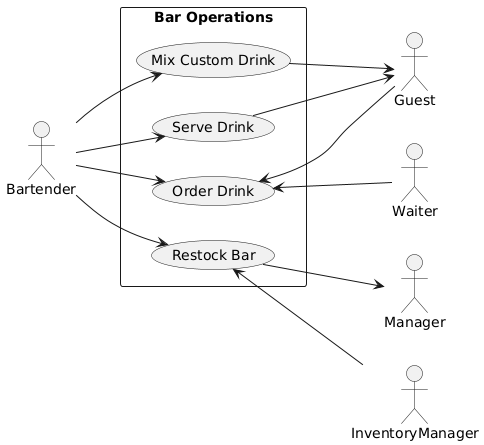 Bar Operations
Mix Custom Drink
Guest
Serve Drink
Bartender
Order Drink
Waiter
Restock Bar
Manager
InventoryManager